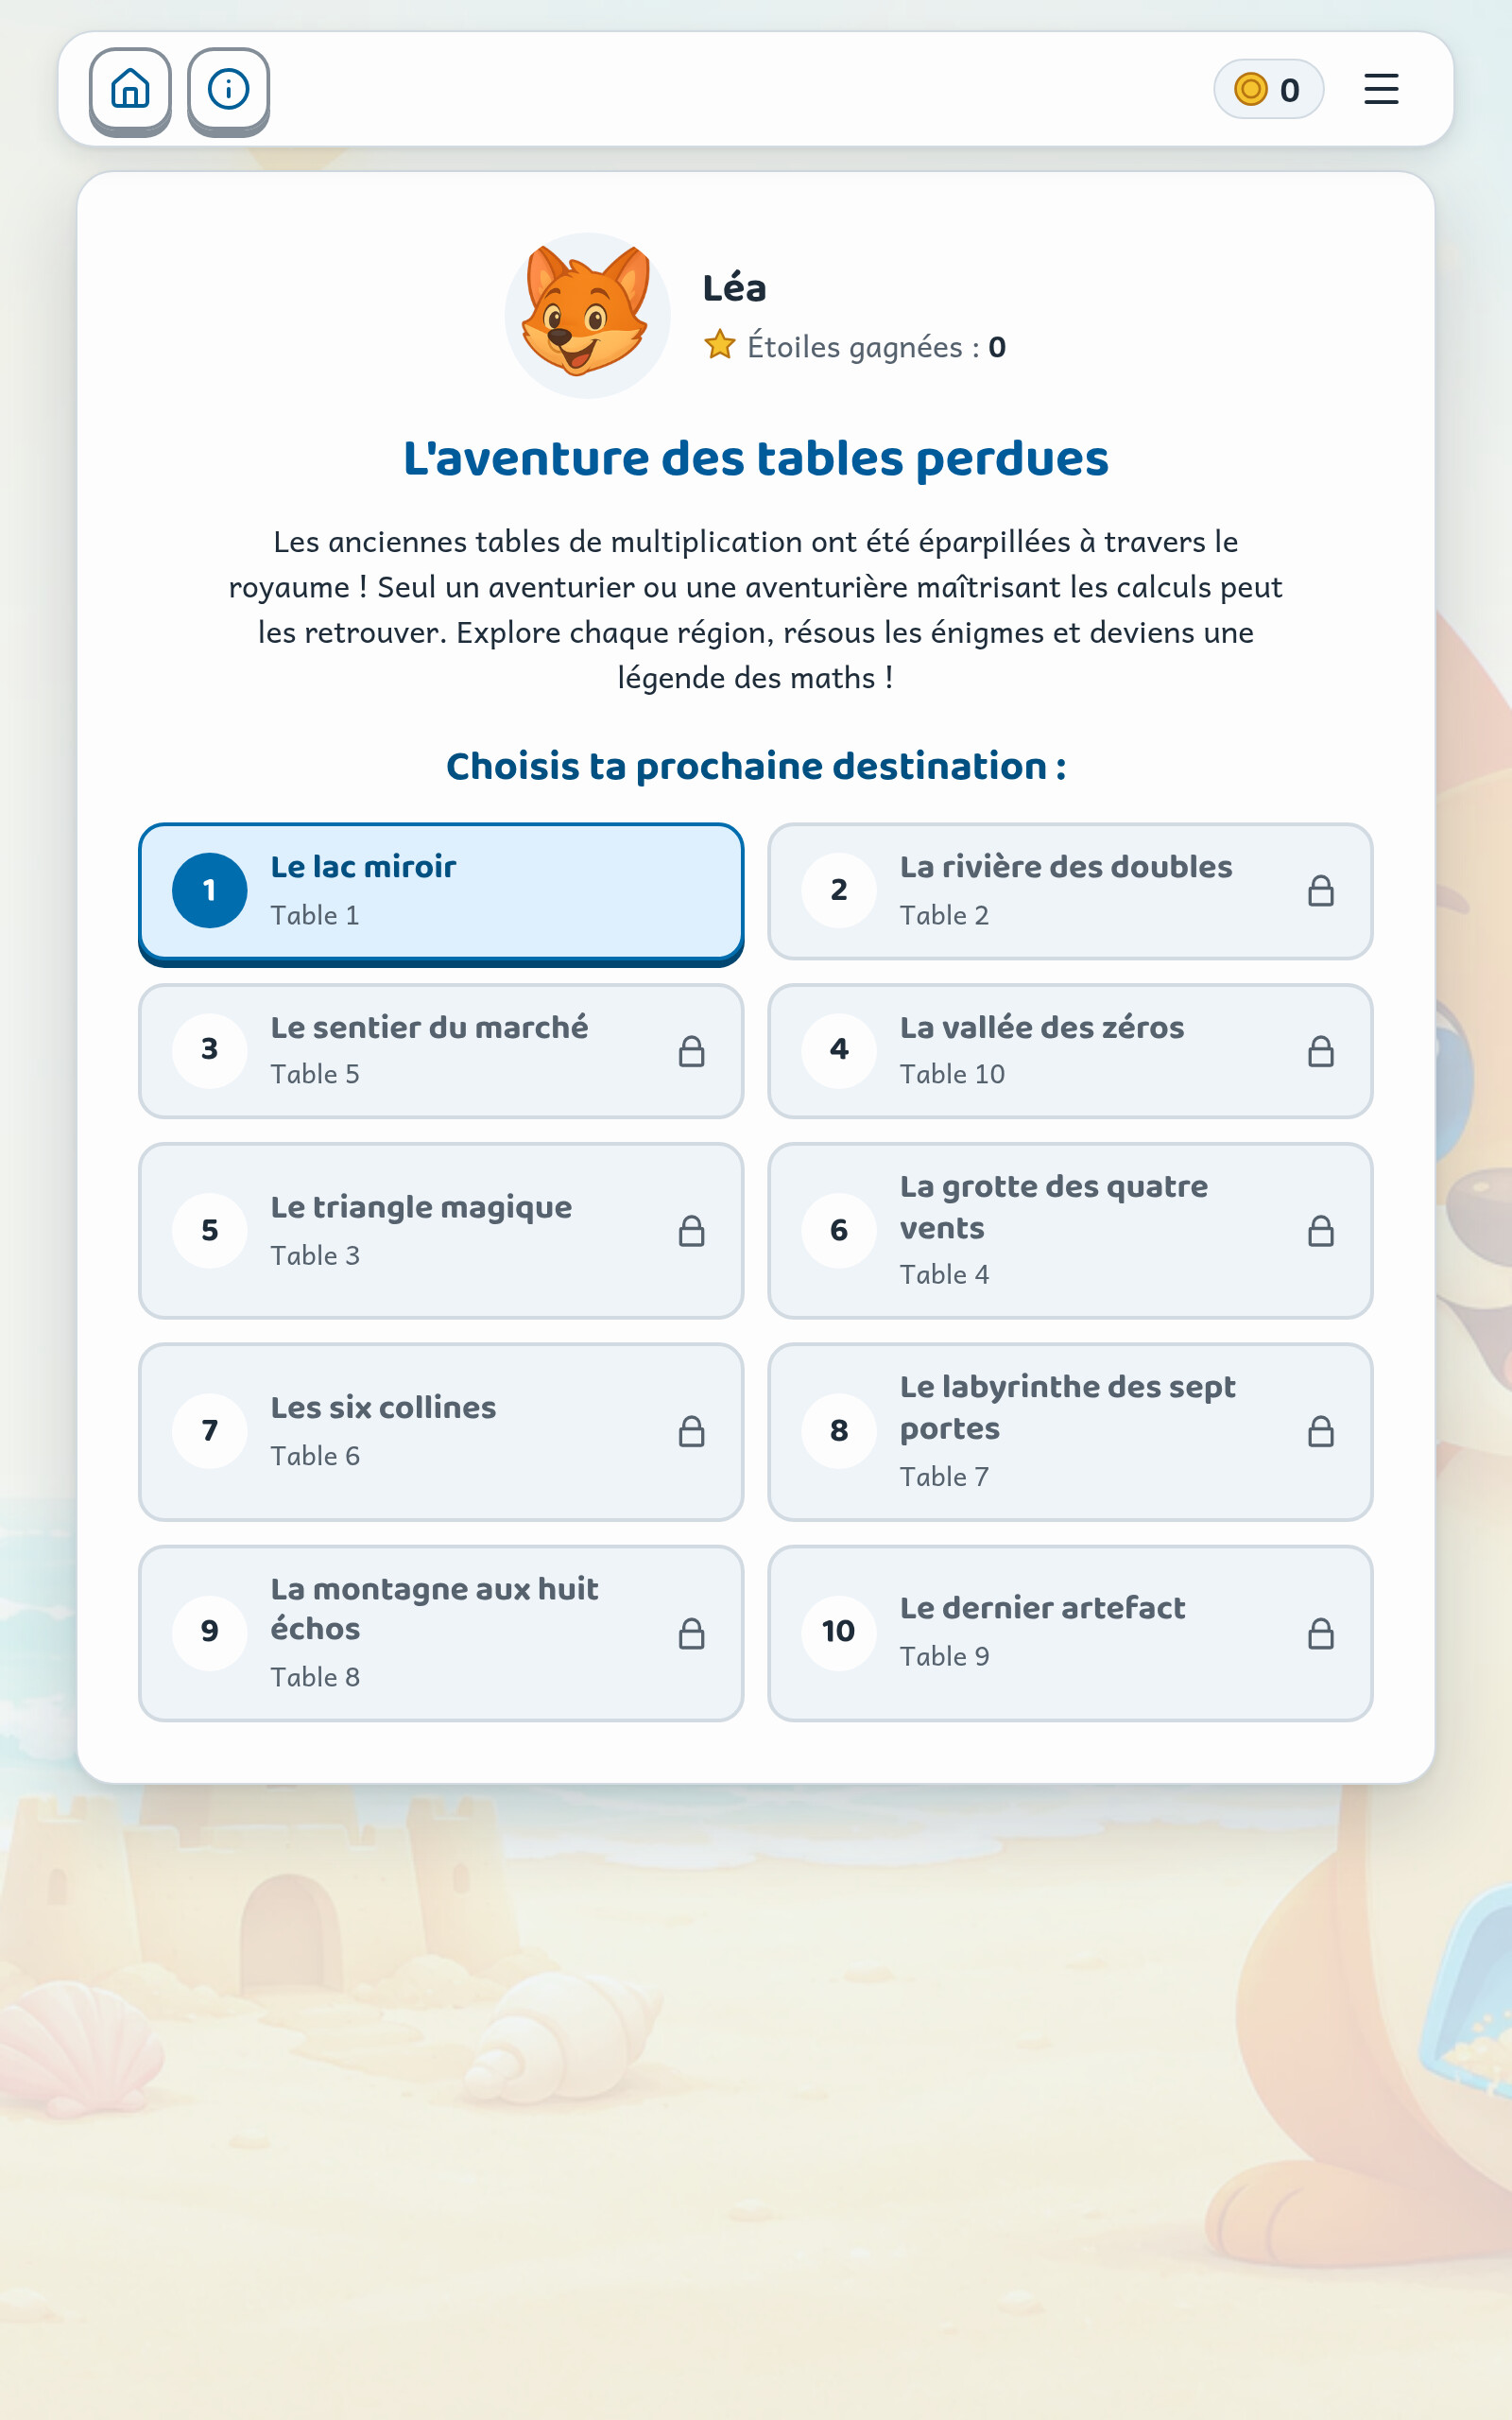 0
Léa
Étoiles gagnées : 0
L'aventure des tables perdues
Les anciennes tables de multiplication ont été éparpillées à travers le
royaume ! Seul un aventurier ou une aventurière maîtrisant les calculs peut
les retrouver. Explore chaque région, résous les énigmes et deviens une
légende des maths !
Choisis ta prochaine destination :
1
Le lac miroir
Table 1
2
La rivière des doubles
Table 2
3
Le sentier du marché
Table 5
4
La vallée des zéros
Table 10
5
Le triangle magique
Table 3
6
La grotte des quatre
vents
Table 4
7
Les six collines
Table 6
8
Le labyrinthe des sept
portes
Table 7
9
La montagne aux huit
échos
Table 8
10
Le dernier artefact
Table 9